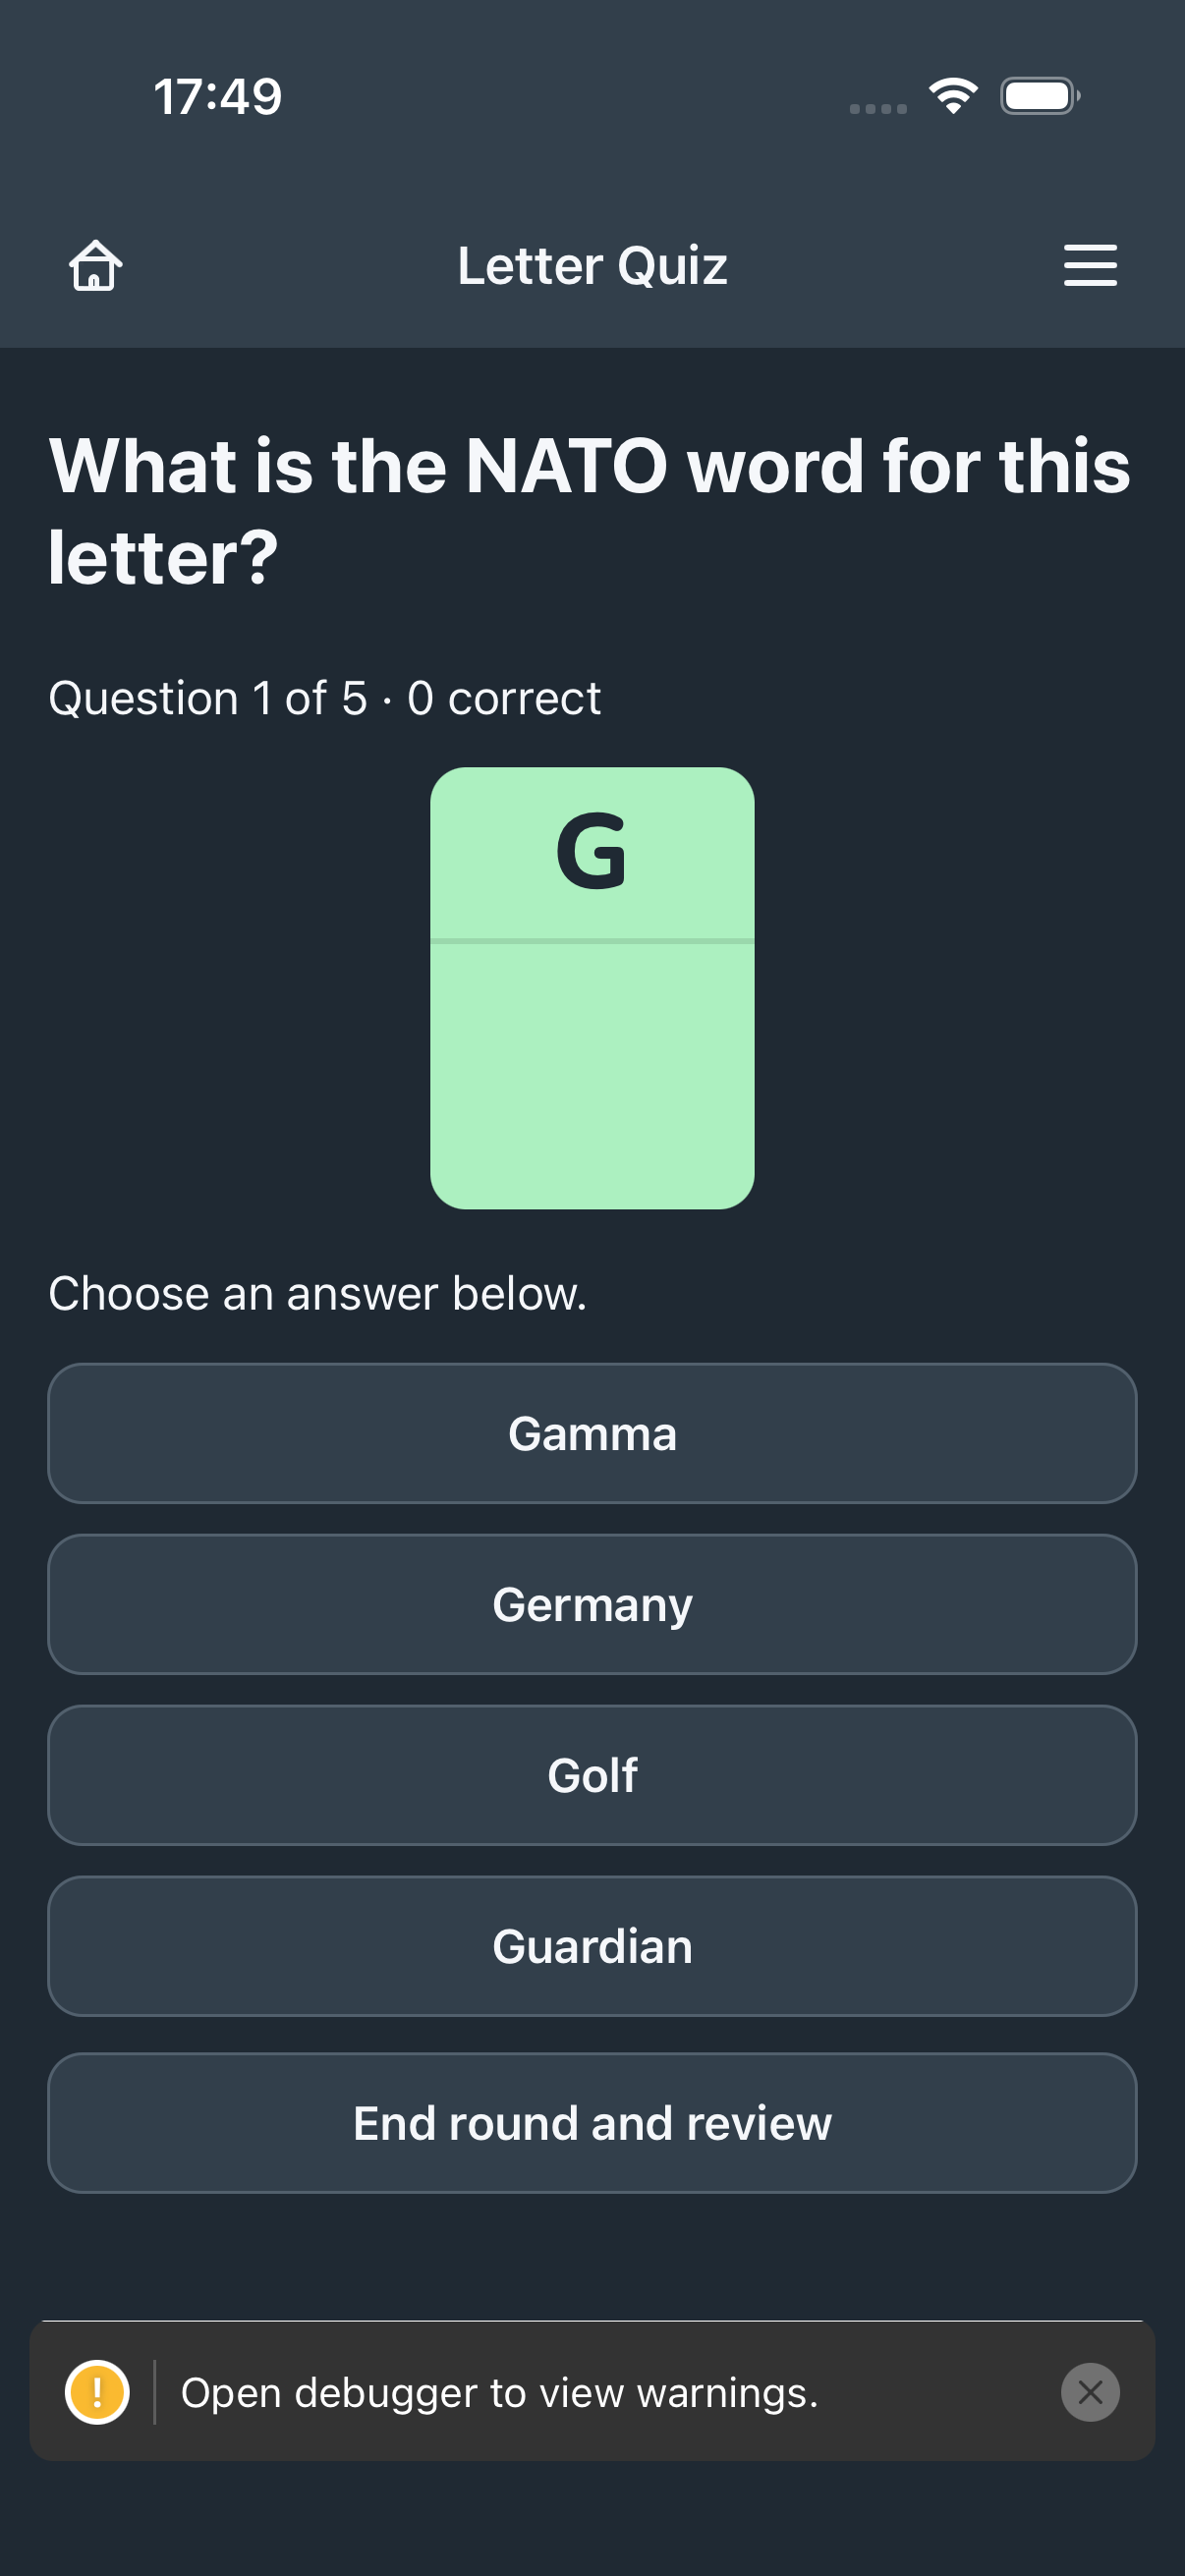 17:49
Letter Quiz
What is the NATO word for this
letter?
Question 1 of 5 · 0 correct
G
Choose an answer below.
Gamma
Germany
Golf
Guardian
End round and review
! Open debugger to view warnings.